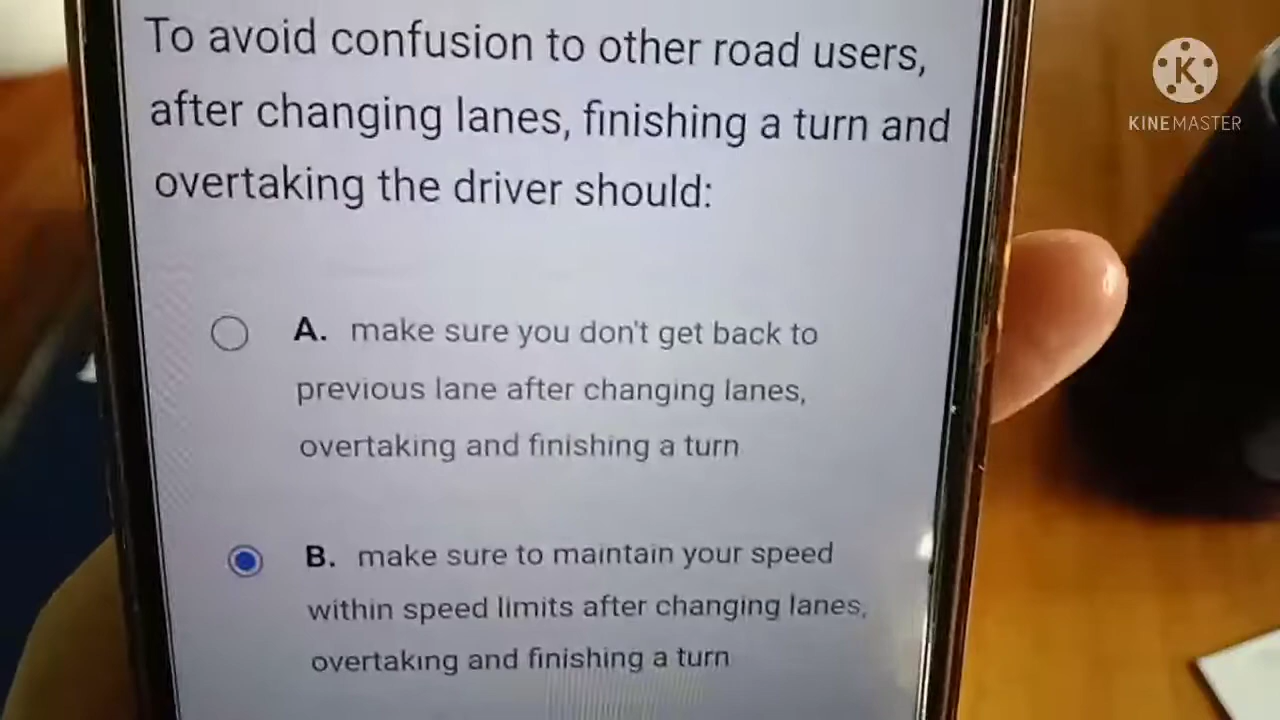 To avoid confusion to other road users,
after changing lanes, finishing a turn and
overtaking the driver should:
A. make sure you don't get back to
previous lane after changing lanes,
overtaking and finishing a turn
B. make sure to maintain your speed
within speed limits after changing lanes,
overtaking and finishing a turn
K
KINEMASTER